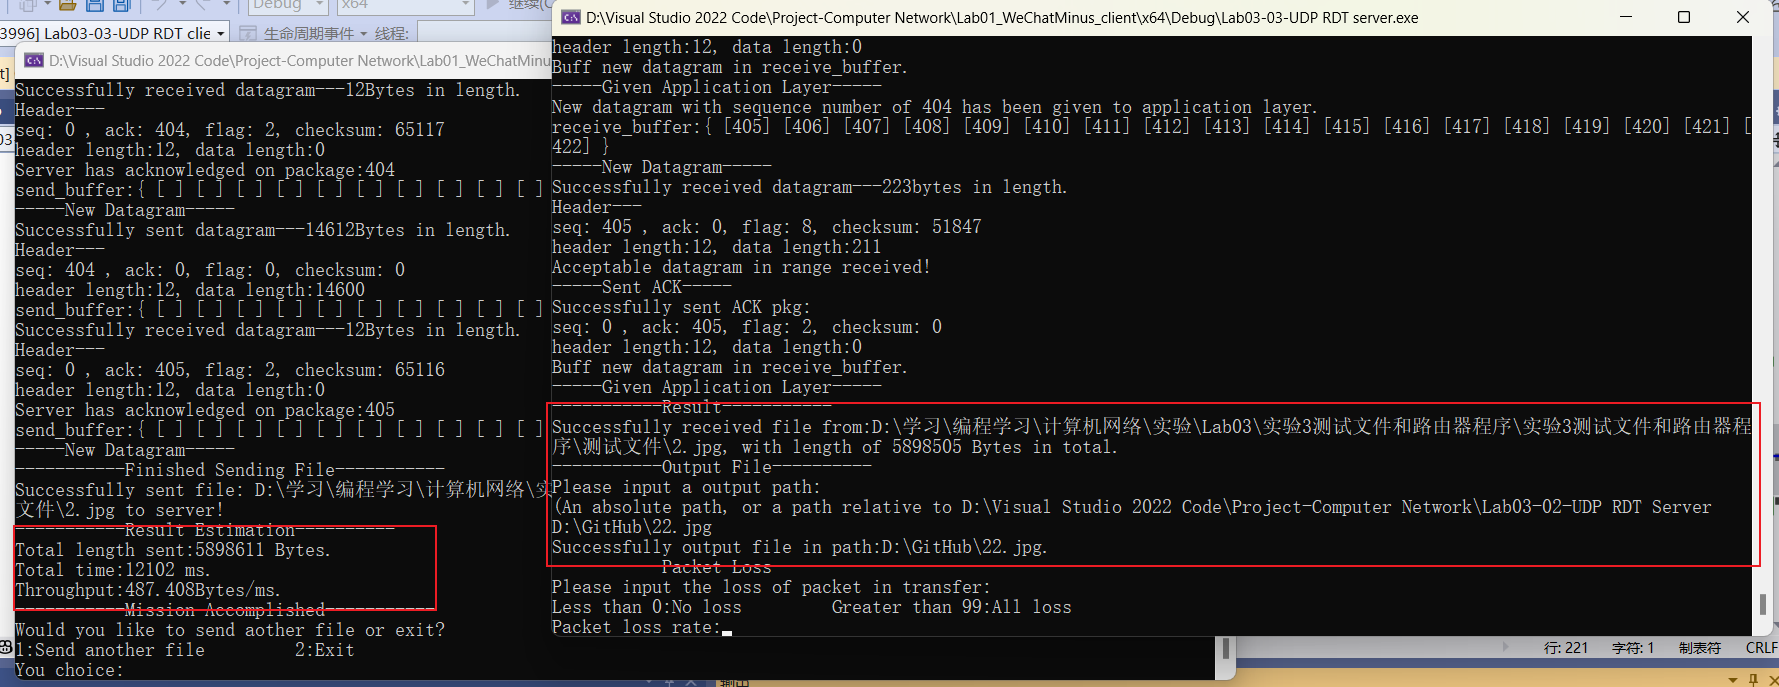 Debug
x64
继续(
3996] Lab03-03-UDP RDT clie
生命周期事件
线程:
D:\Visual Studio 2022 Code\Project-Computer Network\Lab01_WeChatMinus
Successfully received datagram---12Bytes in length.
Header---
seq: 0 , ack: 404, flag: 2, checksum: 65117
header length:12, data length:0
Server has acknowledged on package:404
send_buffer:{ [ ] [ ] [ ] [ ] [ ] [ ] [ ] [ ] [ ] [ ]
-----New Datagram-----
Successfully sent datagram---14612Bytes in length.
Header---
seq: 404 , ack: 0, flag: 0, checksum: 0
header length:12, data length:14600
send_buffer:{ [ ] [ ] [ ] [ ] [ ] [ ] [ ] [ ] [ ] [ ]
Successfully received datagram---12Bytes in length.
Header---
seq: 0 , ack: 405, flag: 2, checksum: 65116
header length:12, data length:0
Server has acknowledged on package:405
send_buffer:{ [ ] [ ] [ ] [ ] [ ] [ ] [ ] [ ] [ ] [ ]
-----New Datagram-----
-----------Finished Sending File-----------
Successfully sent file: D:\学习\编程学习\计算机网络\实
文件\2.jpg to server!
-----------Result Estimation----------
Total length sent:5898611 Bytes.
Total time:12102 ms.
Throughput:487.408Bytes/ms.
-----------Mission Accomplished-----------
Would you like to send aother file or exit?
1:Send another file         2:Exit
You choice:
D:\Visual Studio 2022 Code\Project-Computer Network\Lab01_WeChatMinus_client\x64\Debug\Lab03-03-UDP RDT server.exe
header length:12, data length:0
Buff new datagram in receive_buffer.
-----Given Application Layer-----
New datagram with sequence number of 404 has been given to application layer.
receive_buffer:{ [405] [406] [407] [408] [409] [410] [411] [412] [413] [414] [415] [416] [417] [418] [419] [420] [421] [
422] }
-----New Datagram-----
Successfully received datagram---223bytes in length.
Header---
seq: 405 , ack: 0, flag: 8, checksum: 51847
header length:12, data length:211
Acceptable datagram in range received!
-----Sent ACK-----
Successfully sent ACK pkg:
seq: 0 , ack: 405, flag: 2, checksum: 0
header length:12, data length:0
Buff new datagram in receive_buffer.
-----Given Application Layer-----
-----------Result-----------
Successfully received file from:D:\学习\编程学习\计算机网络\实验\Lab03\实验3测试文件和路由器程序\实验3测试文件和路由器程
序\测试文件\2.jpg, with length of 5898505 Bytes in total.
-----------Output File----------
Please input a output path:
(An absolute path, or a path relative to D:\Visual Studio 2022 Code\Project-Computer Network\Lab03-02-UDP RDT Server
D:\GitHub\22.jpg
Successfully output file in path:D:\GitHub\22.jpg.
Packet Loss
Please input the loss of packet in transfer:
Less than 0:No loss         Greater than 99:All loss
Packet loss rate:
行: 221
字符: 1
制表符
CRLF
输出